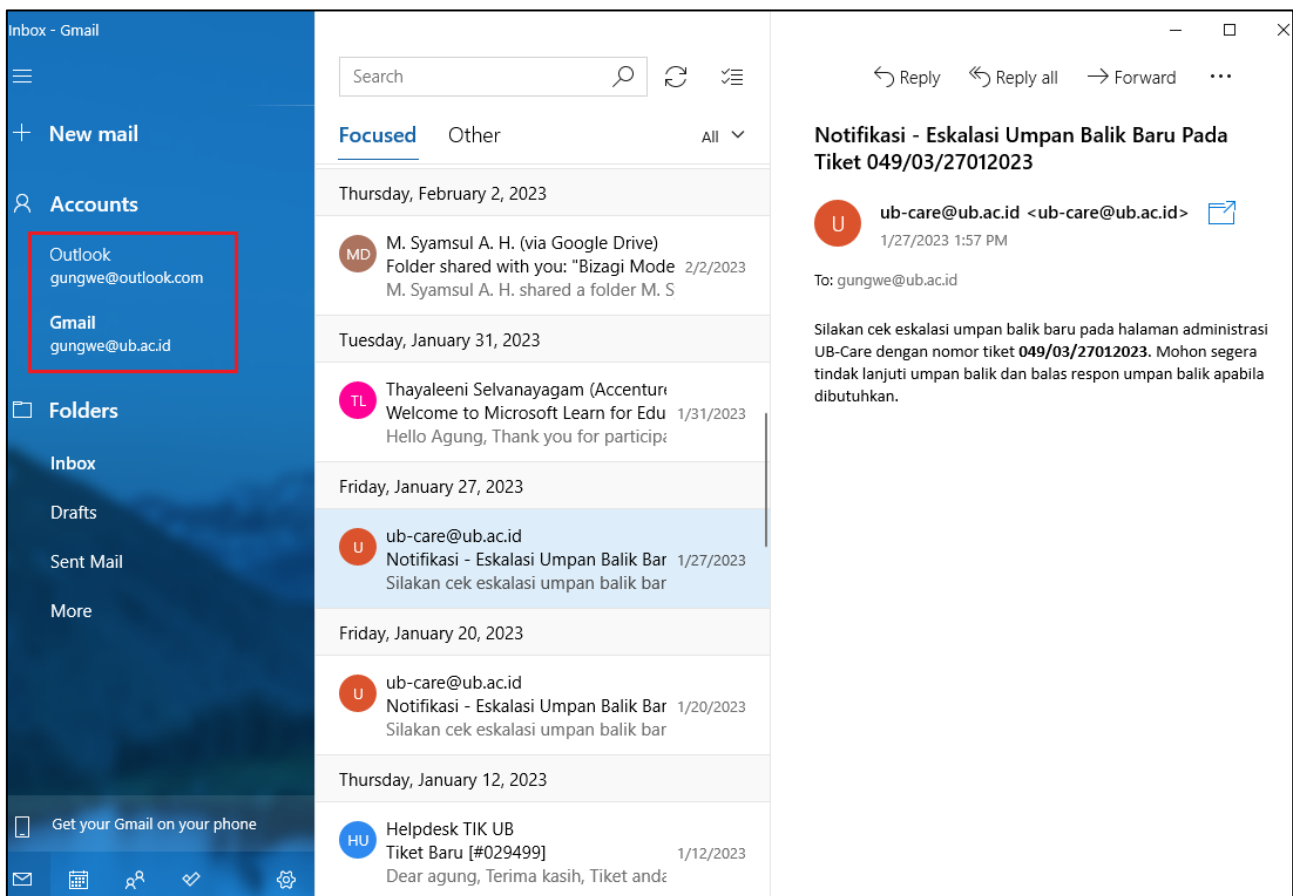 Inbox - Gmail
New mail
Accounts
Outlook
gungwe@outlook.com
Gmail
gungwe@ub.ac.id
Folders
Inbox
Drafts
Sent Mail
More
Get your Gmail on your phone
Search
Focused Other All
Thursday, February 2, 2023
MD
M. Syamsul A. H. (via Google Drive)
Folder shared with you: "Bizagi Mode 2/2/2023
M. Syamsul A. H. shared a folder M. S
Tuesday, January 31, 2023
TL
Thayaleeni Selvanayagam (Accenture
Welcome to Microsoft Learn for Edu 1/31/2023
Hello Agung, Thank you for participa
Friday, January 27, 2023
U
ub-care@ub.ac.id
Notifikasi - Eskalasi Umpan Balik Bar 1/27/2023
Silakan cek eskalasi umpan balik bar
Friday, January 20, 2023
U
ub-care@ub.ac.id
Notifikasi - Eskalasi Umpan Balik Bar 1/20/2023
Silakan cek eskalasi umpan balik bar
Thursday, January 12, 2023
HU
Helpdesk TIK UB
Tiket Baru [#029499] 1/12/2023
Dear agung, Terima kasih, Tiket anda
Reply Reply all Forward
Notifikasi - Eskalasi Umpan Balik Baru Pada
Tiket 049/03/27012023
U
ub-care@ub.ac.id <ub-care@ub.ac.id>
1/27/2023 1:57 PM
To: gungwe@ub.ac.id
Silakan cek eskalasi umpan balik baru pada halaman administrasi
UB-Care dengan nomor tiket 049/03/27012023. Mohon segera
tindak lanjuti umpan balik dan balas respon umpan balik apabila
dibutuhkan.